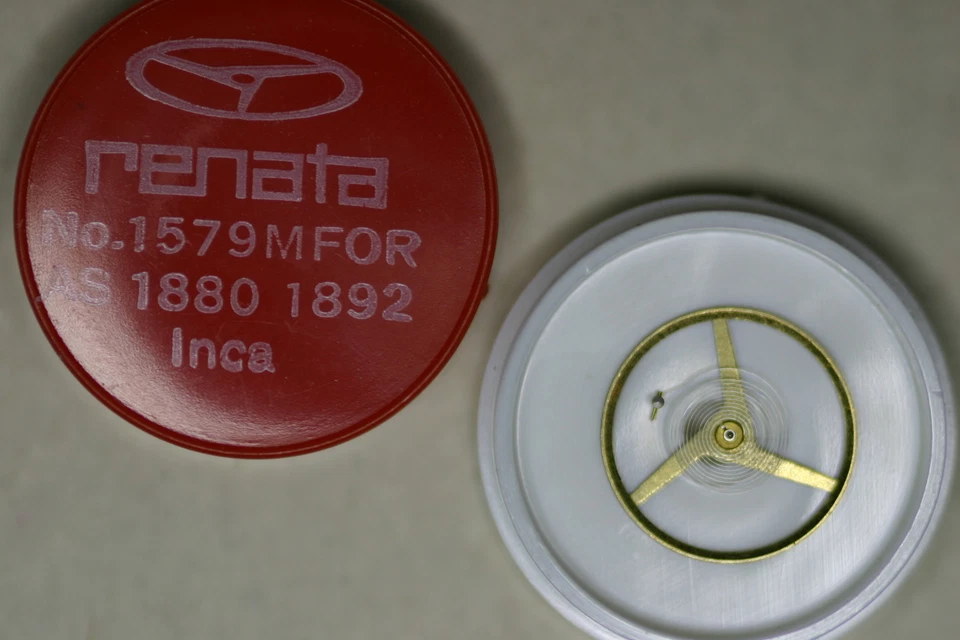 renata
No.1579MFOR
AS 1880 1892
Inca